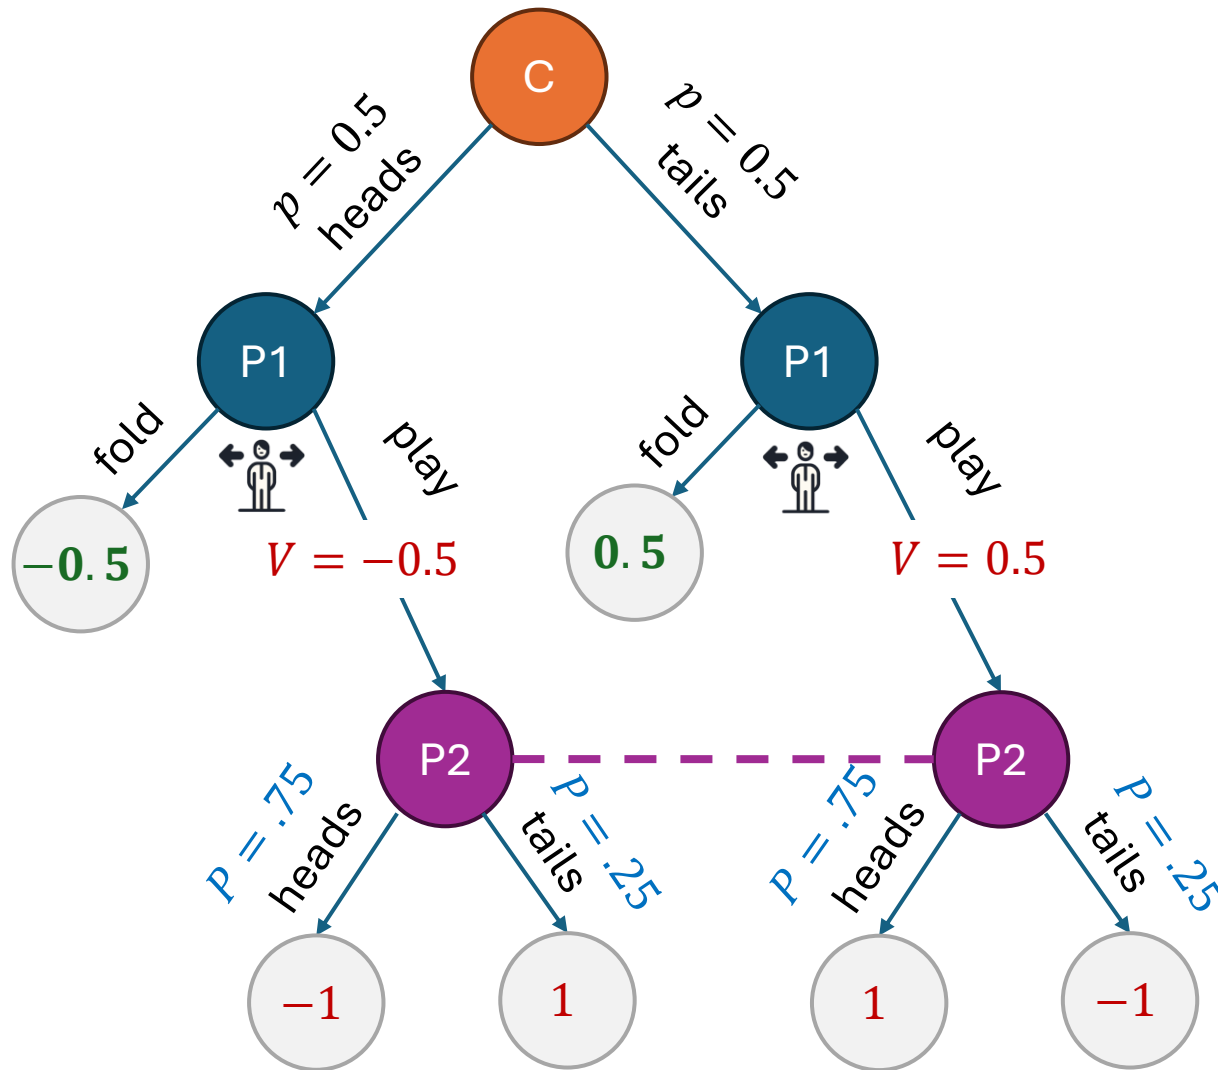 C
p = 0.5
heads
p = 0.5
tails
P1
P1
fold
play
fold
play
−0.5
V = −0.5
0.5
V = 0.5
P2
P2
P = .75
heads
P = .25
tails
P = .75
heads
P = .25
tails
−1
1
1
−1